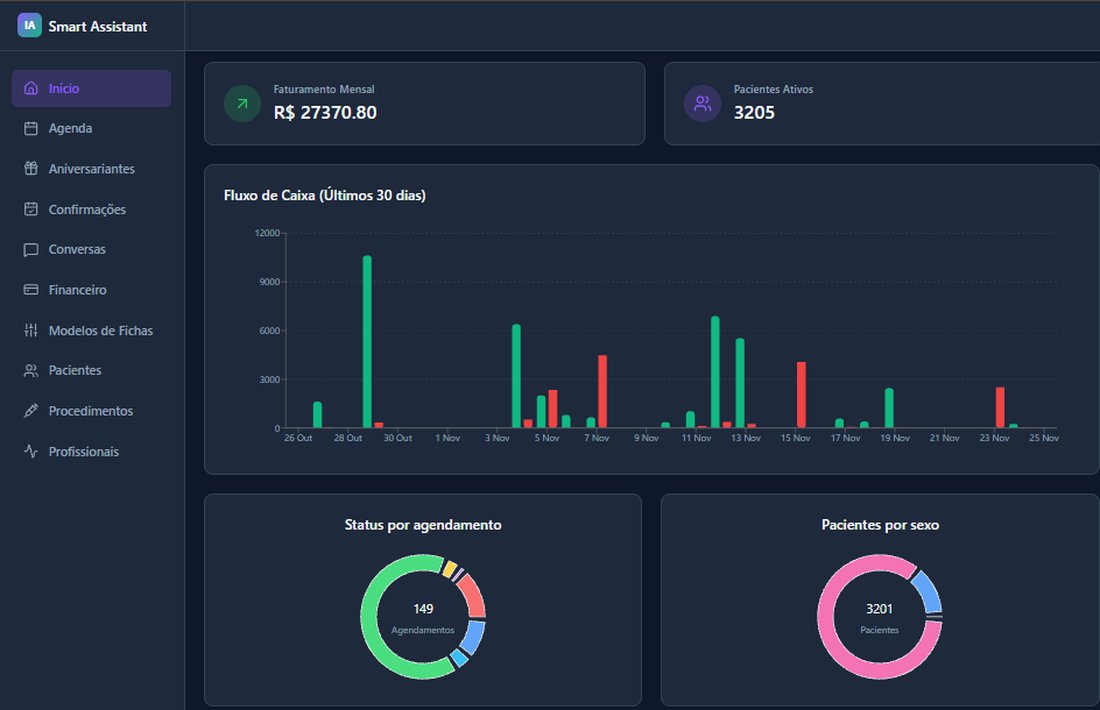 IA Smart Assistant
Início
Agenda
Aniversariantes
Confirmações
Conversas
Financeiro
Modelos de Fichas
Pacientes
Procedimentos
Profissionais
Faturamento Mensal
R$ 27370.80
Pacientes Ativos
3205
Fluxo de Caixa (Últimos 30 dias)
12000
9000
6000
3000
0
26 Out 28 Out 30 Out 1 Nov 3 Nov 5 Nov 7 Nov 9 Nov 11 Nov 13 Nov 15 Nov 17 Nov 19 Nov 21 Nov 23 Nov 25 Nov
Status por agendamento
149
Agendamentos
Pacientes por sexo
3201
Pacientes